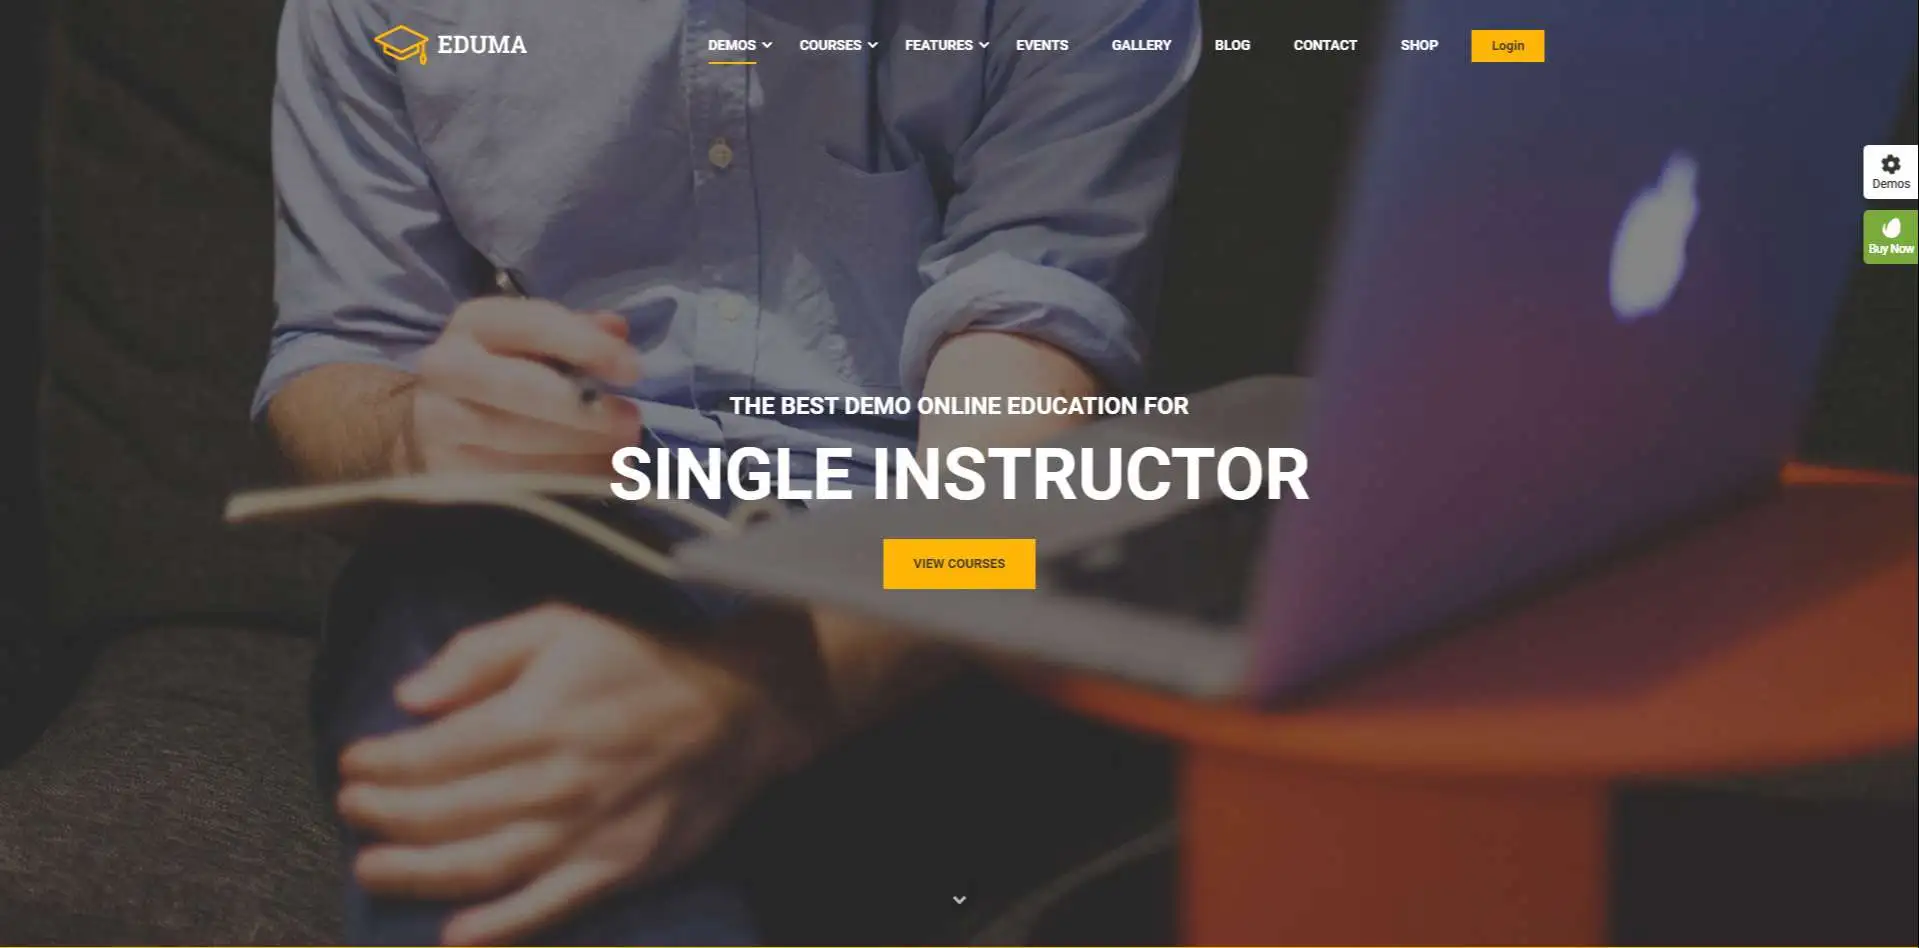 EDUMA
DEMOS COURSES FEATURES EVENTS GALLERY BLOG CONTACT SHOP Login
Demos
Buy Now
THE BEST DEMO ONLINE EDUCATION FOR
SINGLE INSTRUCTOR
VIEW COURSES